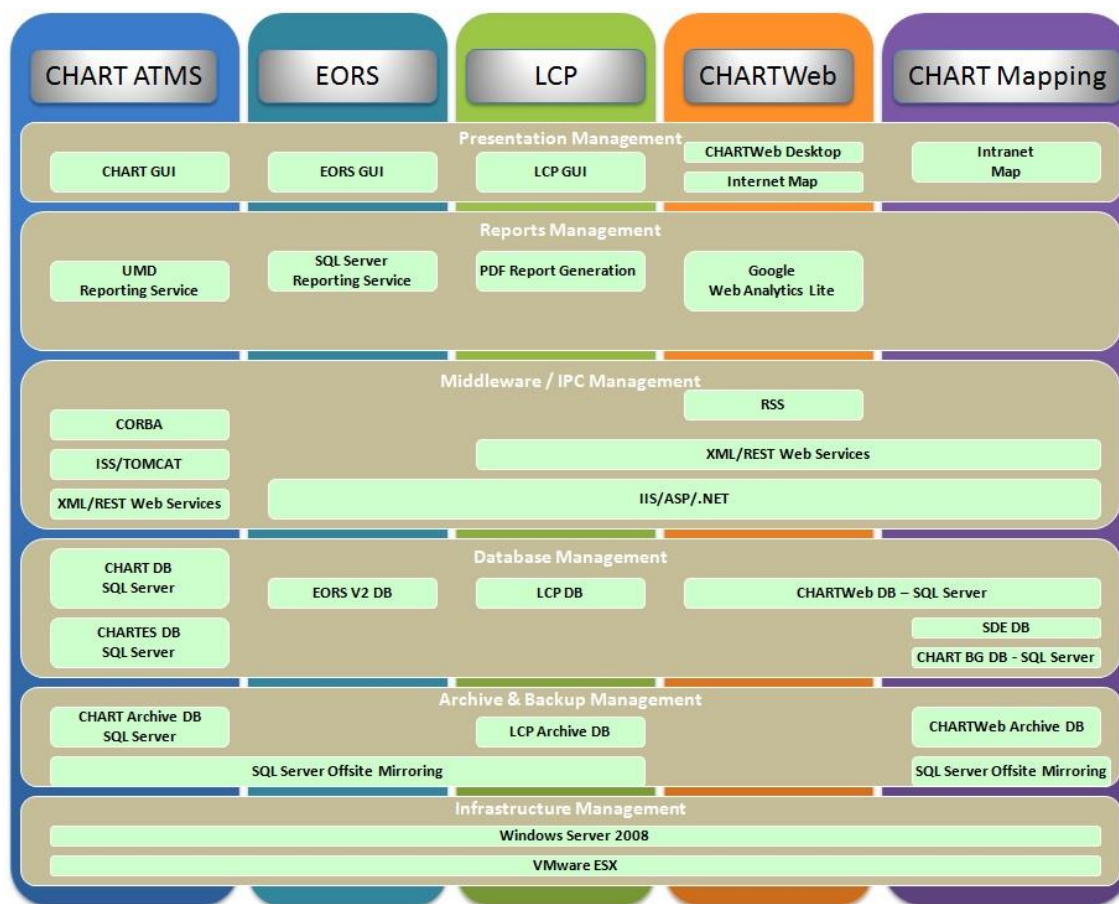 CHART ATMS
EORS
LCP
CHARTWeb
CHART Mapping
Presentation Management
CHART GUI
EORS GUI
LCP GUI
CHARTWeb Desktop
Internet Map
Intranet
Map
Reports Management
UMD
Reporting Service
SQL Server
Reporting Service
PDF Report Generation
Google
Web Analytics Lite
Middleware / IPC Management
RSS
CORBA
XML/REST Web Services
ISS/TOMCAT
IIS/ASP/.NET
XML/REST Web Services
Database Management
CHART DB
SQL Server
EORS V2 DB
LCP DB
CHARTWeb DB – SQL Server
CHARTES DB
SQL Server
SDE DB
CHART BG DB - SQL Server
Archive & Backup Management
CHART Archive DB
SQL Server
LCP Archive DB
CHARTWeb Archive DB
SQL Server Offsite Mirroring
SQL Server Offsite Mirroring
Infrastructure Management
Windows Server 2008
VMware ESX